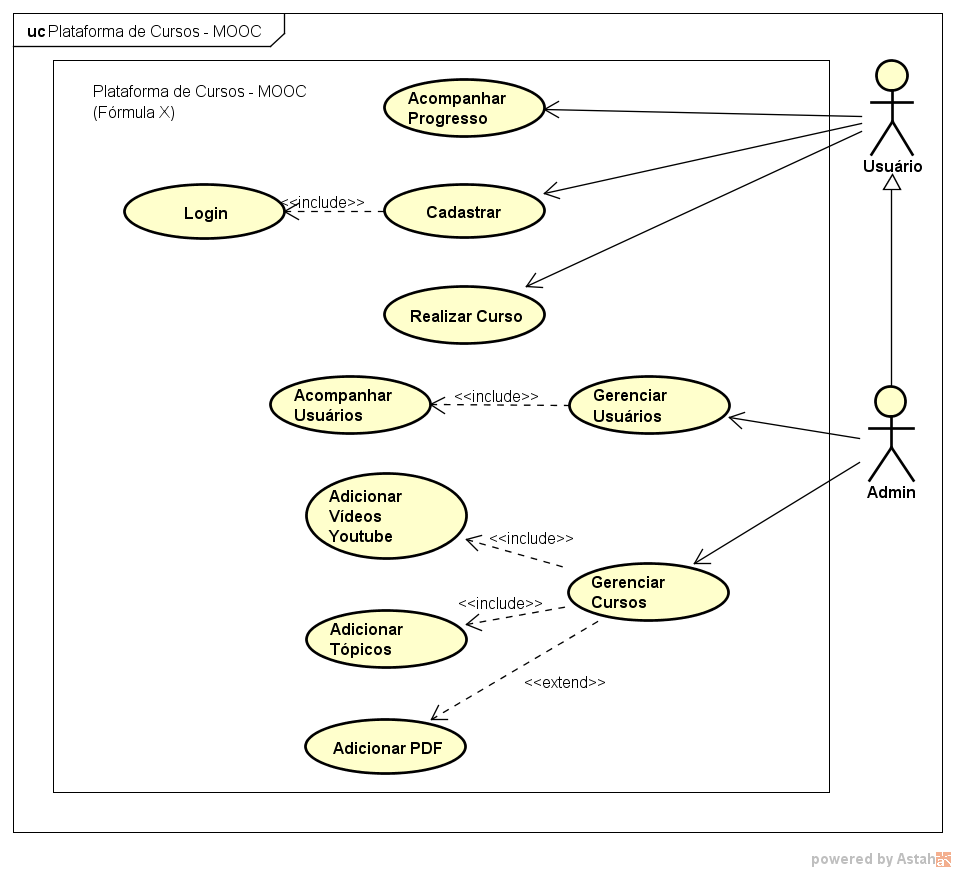 uc Plataforma de Cursos - MOOC
Plataforma de Cursos - MOOC
(Fórmula X)
Acompanhar
Progresso
Usuário
Login
<<include>>
Cadastrar
Realizar Curso
Acompanhar
Usuários
<<include>>
Gerenciar
Usuários
Admin
Adicionar
Vídeos
Youtube
<<include>>
Gerenciar
Cursos
<<include>>
Adicionar
Tópicos
<<extend>>
Adicionar PDF
powered by Astah